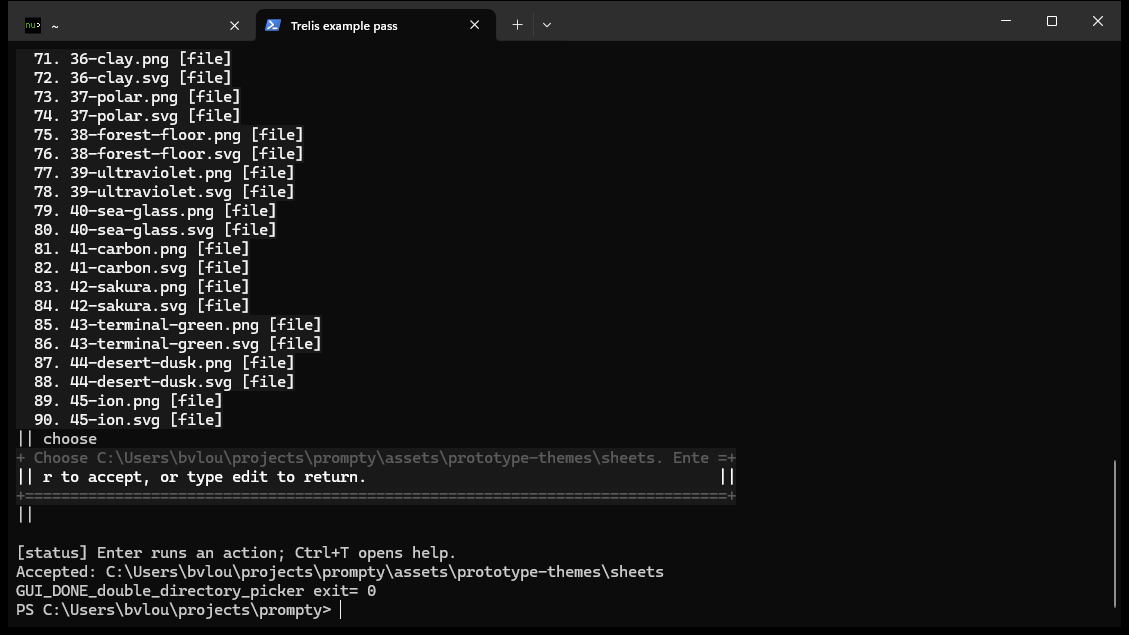 nu> ~
Trelis example pass
71. 36-clay.png [file]
72. 36-clay.svg [file]
73. 37-polar.png [file]
74. 37-polar.svg [file]
75. 38-forest-floor.png [file]
76. 38-forest-floor.svg [file]
77. 39-ultraviolet.png [file]
78. 39-ultraviolet.svg [file]
79. 40-sea-glass.png [file]
80. 40-sea-glass.svg [file]
81. 41-carbon.png [file]
82. 41-carbon.svg [file]
83. 42-sakura.png [file]
84. 42-sakura.svg [file]
85. 43-terminal-green.png [file]
86. 43-terminal-green.svg [file]
87. 44-desert-dusk.png [file]
88. 44-desert-dusk.svg [file]
89. 45-ion.png [file]
90. 45-ion.svg [file]
|| choose
+ Choose C:\Users\bvlou\projects\prompty\assets\prototype-themes\sheets. Ente =+
|| r to accept, or type edit to return. ||
+==============================================================================+
||
[status] Enter runs an action; Ctrl+T opens help.
Accepted: C:\Users\bvlou\projects\prompty\assets\prototype-themes\sheets
GUI_DONE_double_directory_picker exit= 0
PS C:\Users\bvlou\projects\prompty>